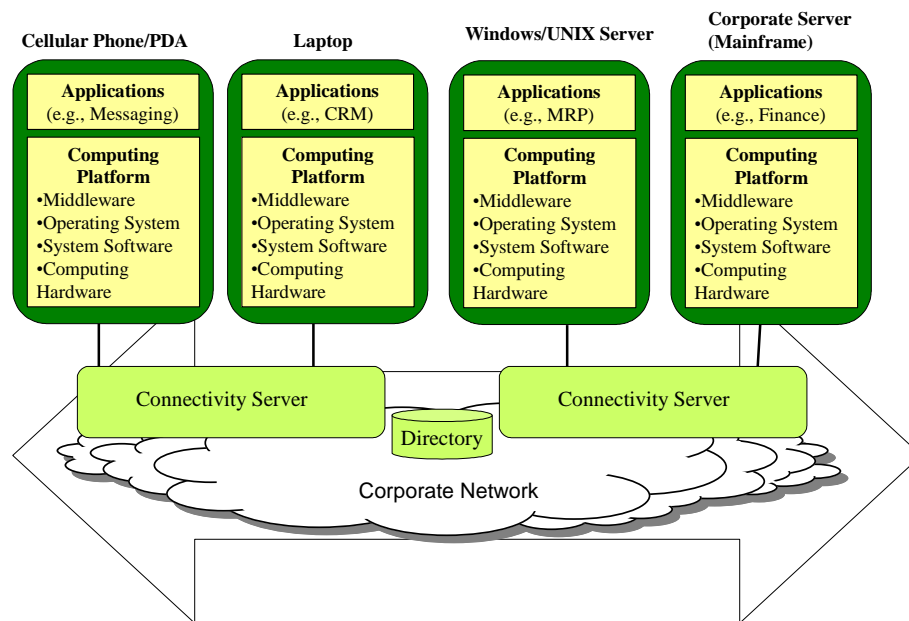 Cellular Phone/PDA
Applications
(e.g., Messaging)
Computing
Platform
•Middleware
•Operating System
•System Software
•Computing
Hardware
Laptop
Applications
(e.g., CRM)
Computing
Platform
•Middleware
•Operating System
•System Software
•Computing
Hardware
Windows/UNIX Server
Applications
(e.g., MRP)
Computing
Platform
•Middleware
•Operating System
•System Software
•Computing
Hardware
Corporate Server
(Mainframe)
Applications
(e.g., Finance)
Computing
Platform
•Middleware
•Operating System
•System Software
•Computing
Hardware
Connectivity Server
Connectivity Server
Directory
Corporate Network